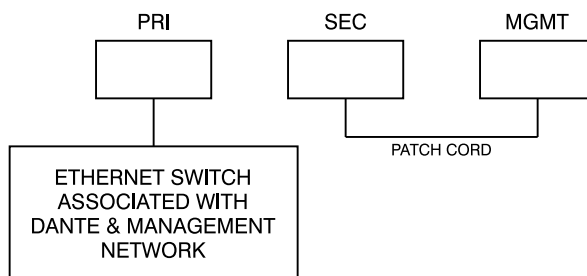 PRI
SEC
MGMT
PATCH CORD
ETHERNET SWITCH
ASSOCIATED WITH
DANTE & MANAGEMENT
NETWORK